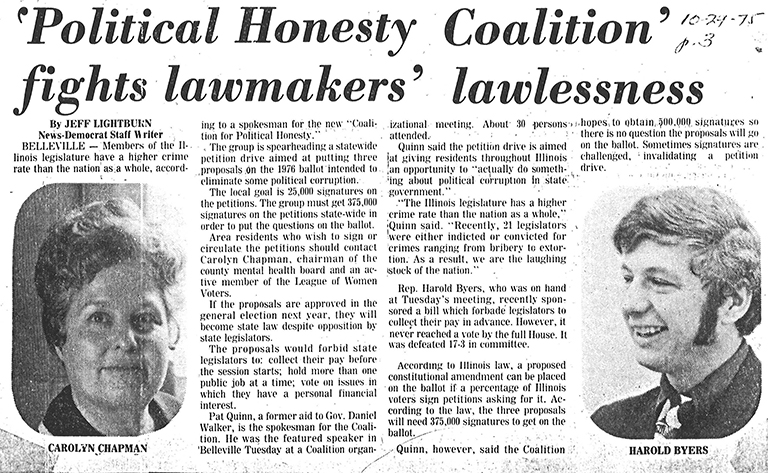 ‘Political Honesty Coalition’
fights lawmakers’ lawlessness
10-24-75
p.3
By JEFF LIGHTBURN
News-Democrat Staff Writer
BELLEVILLE — Members of the Il-
linois legislature have a higher crime
rate than the nation as a whole, accord-
CAROLYN CHAPMAN
ing to a spokesman for the new “Coali-
tion for Political Honesty.”
The group is spearheading a statewide
petition drive aimed at putting three
proposals on the 1976 ballot intended to
eliminate some political corruption.
The local goal is 25,000 signatures on
the petitions. The group must get 375,000
signatures on the petitions state-wide in
order to put the questions on the ballot.
Area residents who wish to sign or
circulate the petitions should contact
Carolyn Chapman, chairman of the
county mental health board and an ac-
tive member of the League of Women
Voters.
If the proposals are approved in the
general election next year, they will
become state law despite opposition by
state legislators.
The proposals would forbid state
legislators to: collect their pay before
the session starts; hold more than one
public job at a time; vote on issues in
which they have a personal financial
interest.
Pat Quinn, a former aid to Gov. Daniel
Walker, is the spokesman for the Coali-
tion. He was the featured speaker in
Belleville Tuesday at a Coalition organ-
izational meeting. About 30 persons
attended.
Quinn said the petition drive is aimed
at giving residents throughout Illinois
an opportunity to “actually do someth-
ing about political corruption in state
government.”
“The Illinois legislature has a higher
crime rate than the nation as a whole,”
Quinn said. “Recently, 21 legislators
were either indicted or convicted for
crimes ranging from bribery to extor-
tion. As a result, we are the laughing
stock of the nation.”
Rep. Harold Byers, who was on hand
at Tuesday’s meeting, recently spon-
sored a bill which forbade legislators to
collect their pay in advance. However, it
never reached a vote by the full House. It
was defeated 17-3 in committee.
According to Illinois law, a proposed
constitutional amendment can be placed
on the ballot if a percentage of Illinois
voters sign petitions asking for it. Ac-
cording to the law, the three proposals
will need 375,000 signatures to get on the
ballot.
Quinn, however, said the Coalition
hopes to obtain 500,000 signatures so
there is no question the proposals will go
on the ballot. Sometimes signatures are
challenged, invalidating a petition
drive.
HAROLD BYERS